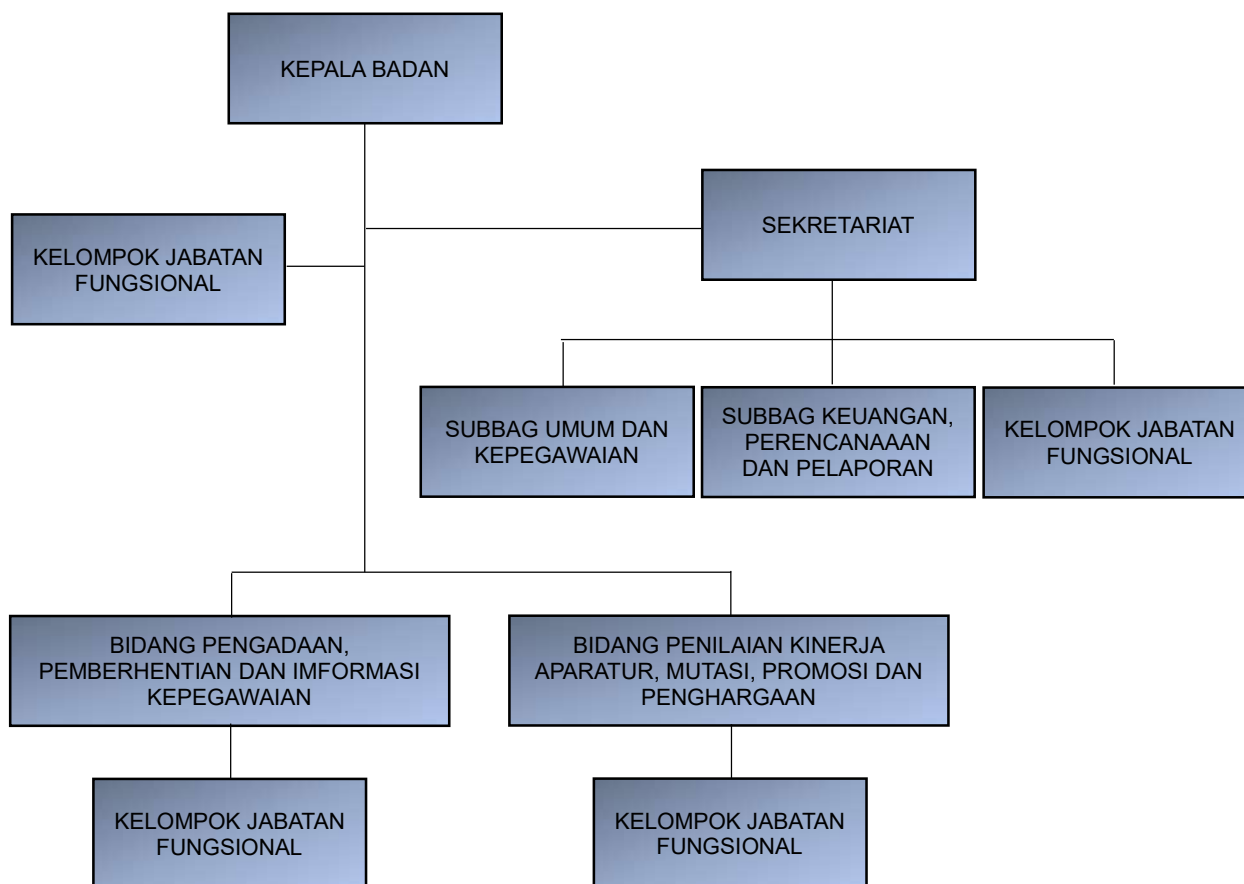 KEPALA BADAN
SEKRETARIAT
KELOMPOK JABATAN
FUNGSIONAL
SUBBAG UMUM DAN
KEPEGAWAIAN
SUBBAG KEUANGAN,
PERENCANAAAN
DAN PELAPORAN
KELOMPOK JABATAN
FUNGSIONAL
BIDANG PENGADAAN,
PEMBERHENTIAN DAN IMFORMASI
KEPEGAWAIAN
BIDANG PENILAIAN KINERJA
APARATUR, MUTASI, PROMOSI DAN
PENGHARGAAN
KELOMPOK JABATAN
FUNGSIONAL
KELOMPOK JABATAN
FUNGSIONAL